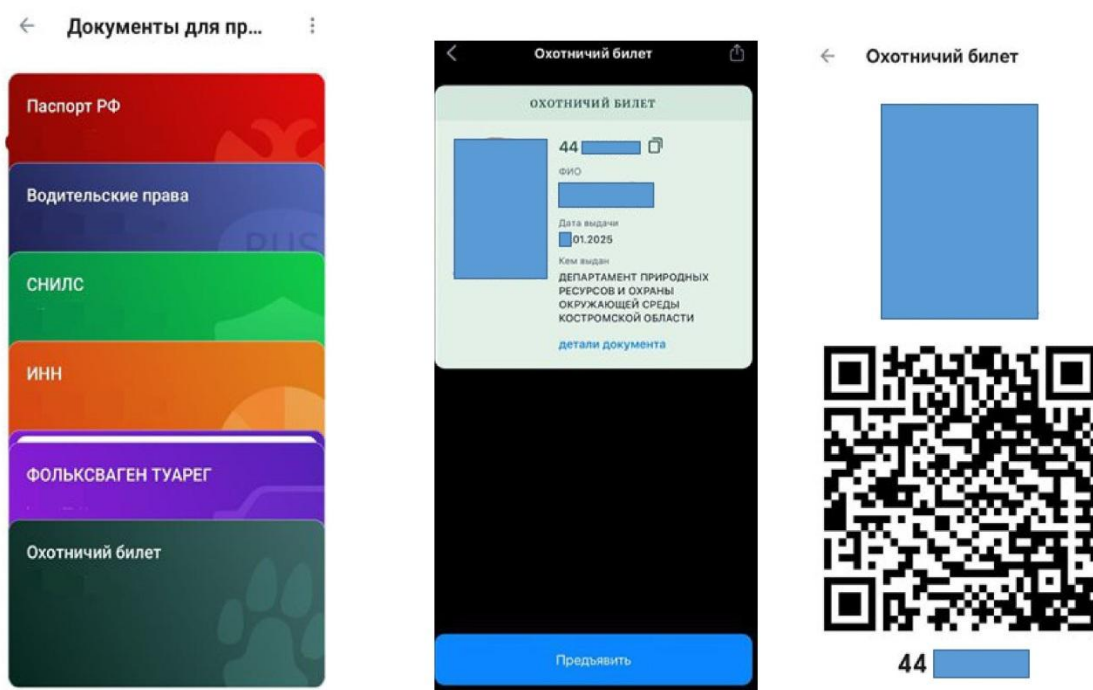 Документы для пр...
Паспорт РФ
Водительские права
RUS
СНИЛС
ИНН
ФОЛЬКСВАГЕН ТУАРЕГ
Охотничий билет
Охотничий билет
ОХОТНИЧИЙ БИЛЕТ
44
ФИО
Дата выдачи
01.2025
Кем выдан
ДЕПАРТАМЕНТ ПРИРОДНЫХ
РЕСУРСОВ И ОХРАНЫ
ОКРУЖАЮЩЕЙ СРЕДЫ
КОСТРОМСКОЙ ОБЛАСТИ
детали документа
Предъявить
Охотничий билет
44